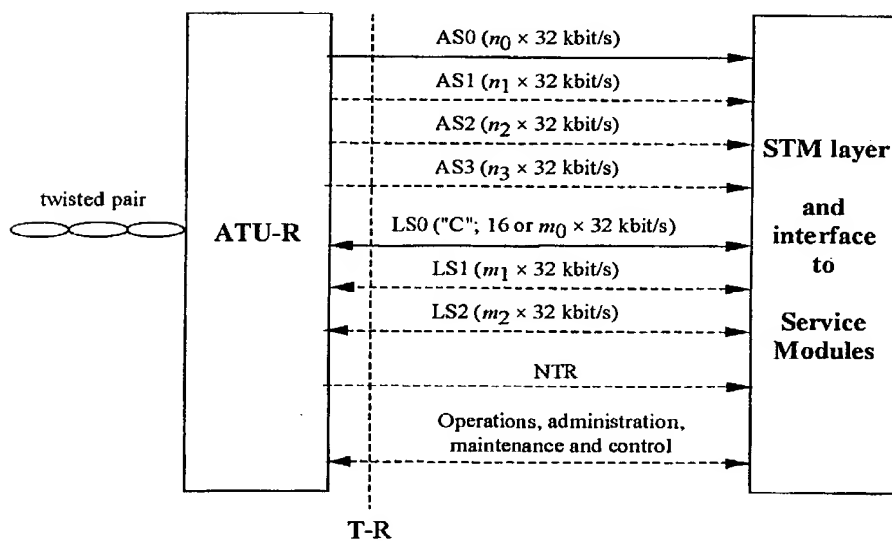 AS0 (n0 × 32 kbit/s)
AS1 (n1 × 32 kbit/s)
AS2 (n2 × 32 kbit/s)
AS3 (n3 × 32 kbit/s)
twisted pair
ATU-R
LS0 ("C"; 16 or m0 × 32 kbit/s)
LS1 (m1 × 32 kbit/s)
LS2 (m2 × 32 kbit/s)
NTR
Operations, administration,
maintenance and control
T-R
STM layer
and
interface
to
Service
Modules